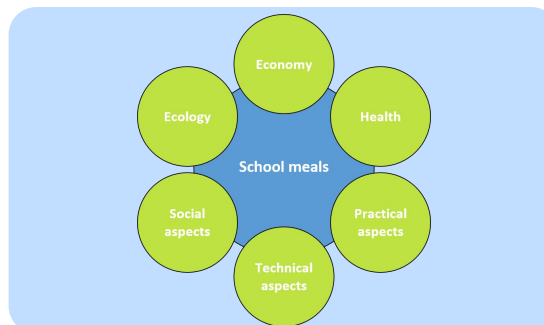 Economy
Ecology
Health
School meals
Social
aspects
Practical
aspects
Technical
aspects